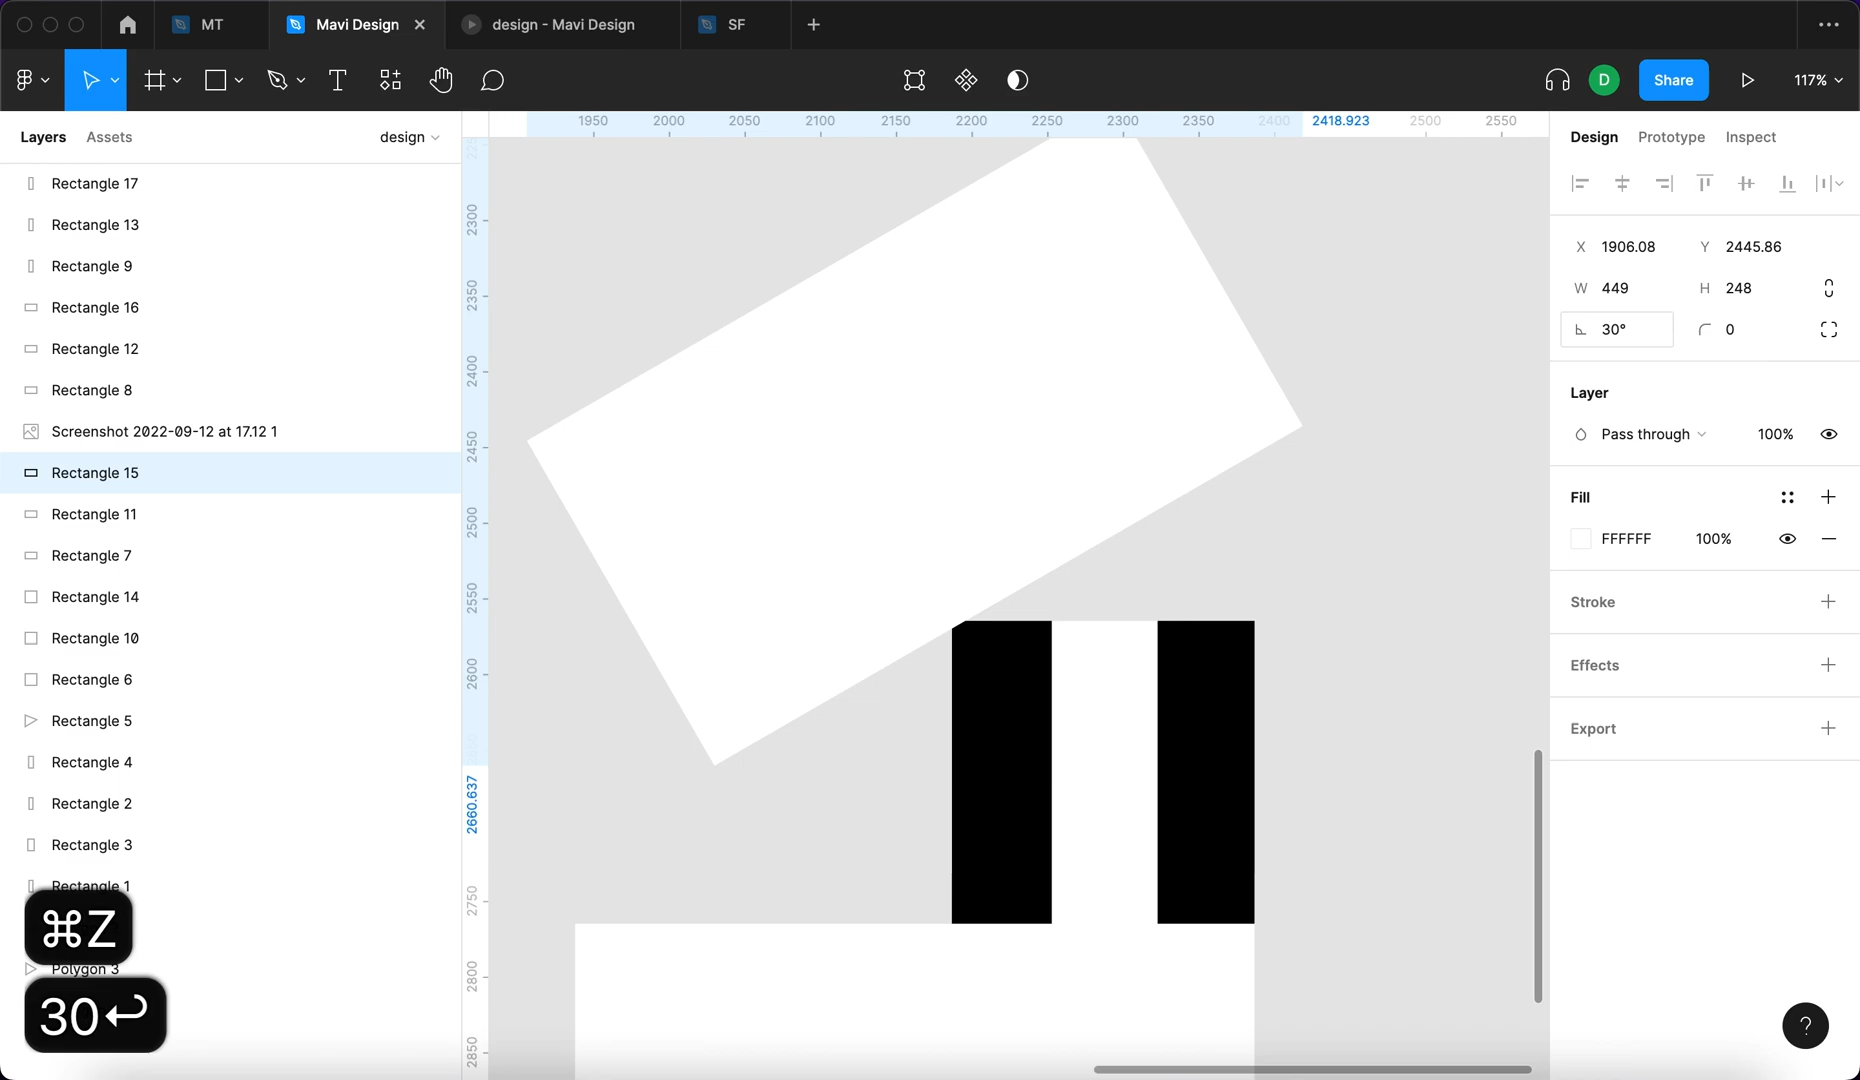 MT
Mavi Design
design - Mavi Design
SF
T
D
Share
117%
Layers
Assets
design
1950
2000
2050
2100
2150
2200
2250
2300
2350
2400
2418.923
2500
2550
2300
2350
2400
2450
2500
2550
2600
2660.637
2750
2800
2850
Rectangle 17
Rectangle 13
Rectangle 9
Rectangle 16
Rectangle 12
Rectangle 8
Screenshot 2022-09-12 at 17.12 1
Rectangle 15
Rectangle 11
Rectangle 7
Rectangle 14
Rectangle 10
Rectangle 6
Rectangle 5
Rectangle 4
Rectangle 2
Rectangle 3
Rectangle 1
⌘Z
Polygon 3
30↩
Design
Prototype
Inspect
X 1906.08 Y 2445.86
W 449 H 248
30° 0
Layer
Pass through 100%
Fill
FFFFFF 100%
Stroke
Effects
Export
?